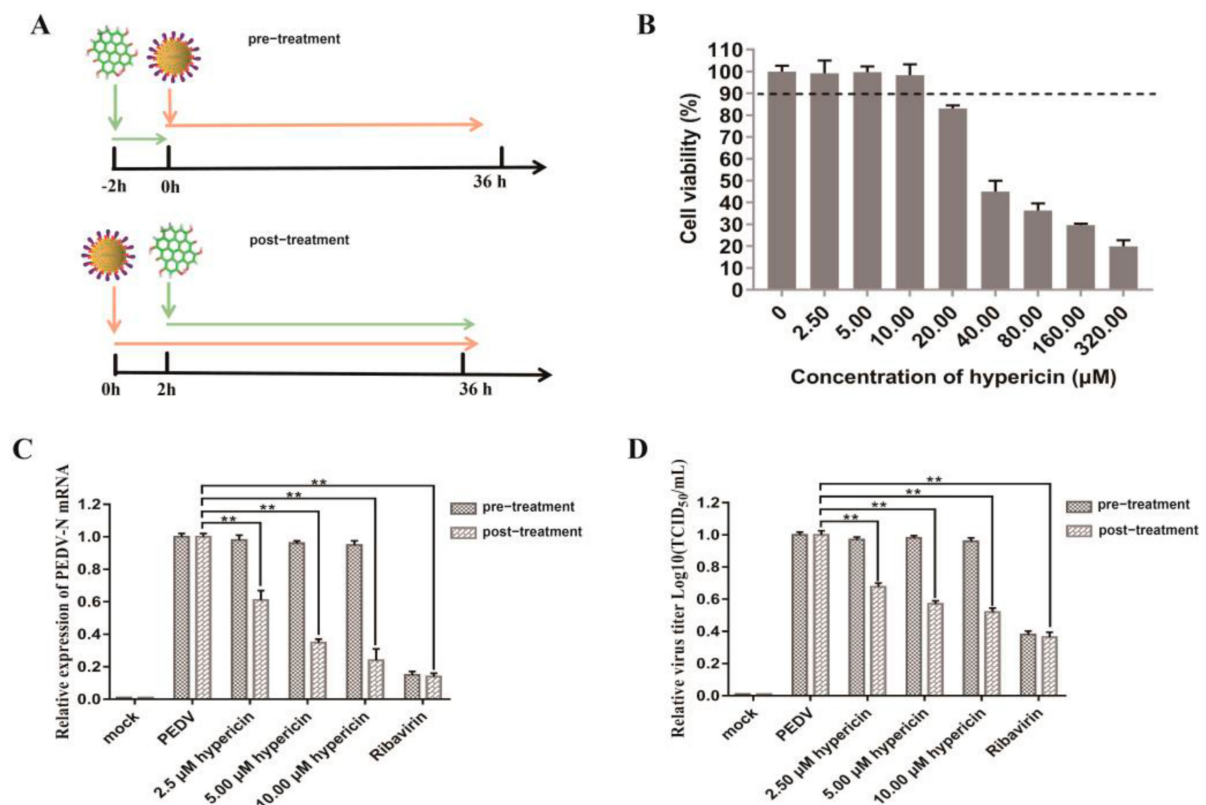 A
pre-treatment
-2h
0h
36 h
post-treatment
0h
2h
36 h
B
Cell viability (%)
110
100
90
80
70
60
50
40
30
20
10
0
0
2.50
5.00
10.00
20.00
40.00
80.00
160.00
320.00
Concentration of hypericin (μM)
C
Relative expression of PEDV-N mRNA
1.2
1.0
0.8
0.6
0.4
0.2
0.0
**
**
**
pre-treatment
post-treatment
mock
PEDV
2.5 μM hypericin
5.00 μM hypericin
10.00 μM hypericin
Ribavirin
D
Relative virus titer Log10(TCID50/mL)
1.2
1.0
0.8
0.6
0.4
0.2
0.0
**
**
**
pre-treatment
post-treatment
mock
PEDV
2.50 μM hypericin
5.00 μM hypericin
10.00 μM hypericin
Ribavirin